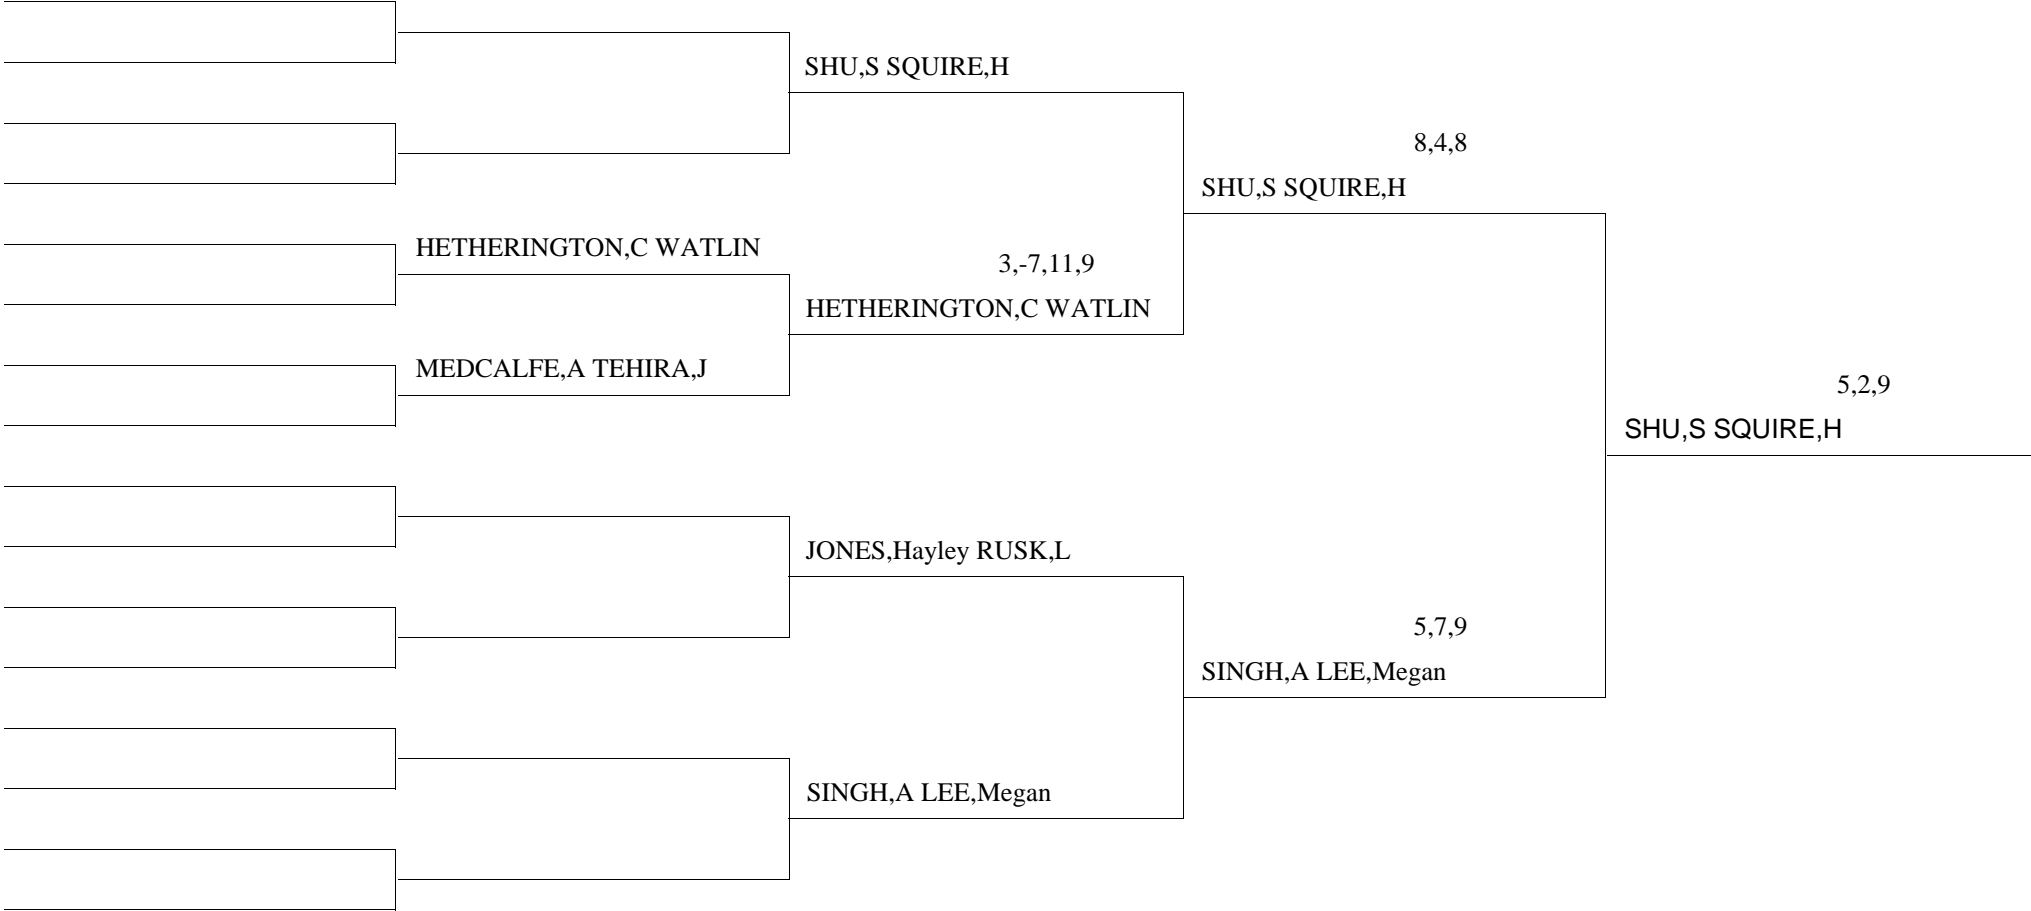 SHU,S SQUIRE,H
8,4,8
SHU,S SQUIRE,H
HETHERINGTON,C WATLIN
3,-7,11,9
HETHERINGTON,C WATLIN
MEDCALFE,A TEHIRA,J
5,2,9
SHU,S SQUIRE,H
JONES,Hayley RUSK,L
5,7,9
SINGH,A LEE,Megan
SINGH,A LEE,Megan